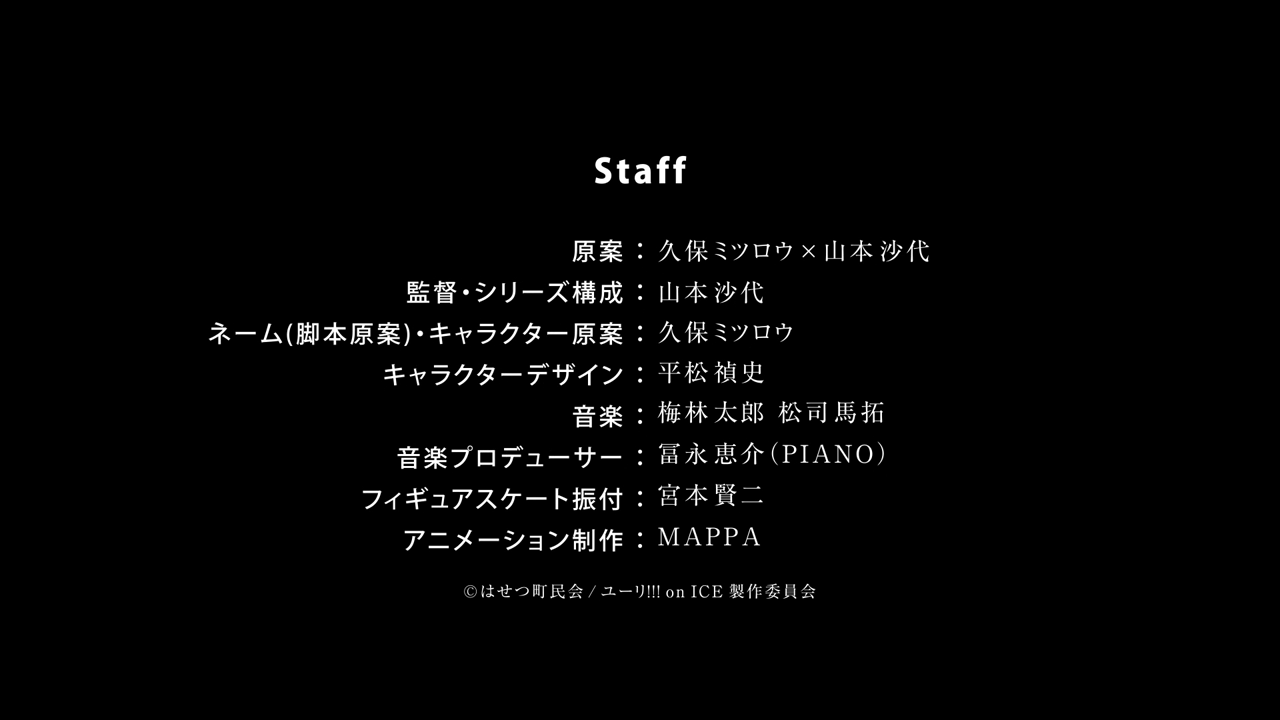 Staff
原案：久保ミツロウ×山本沙代
監督・シリーズ構成：山本沙代
ネーム(脚本原案)・キャラクター原案：久保ミツロウ
キャラクターデザイン：平松禎史
音楽：梅林太郎 松司馬拓
音楽プロデューサー：冨永恵介（PIANO）
フィギュアスケート振付：宮本賢二
アニメーション制作：MAPPA
©はせつ町民会 / ユーリ!!! on ICE 製作委員会